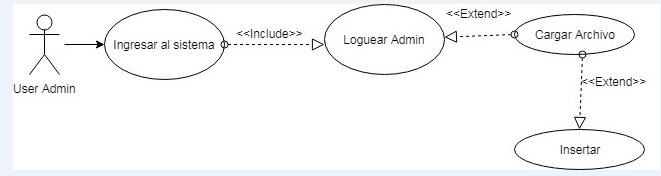 <<Extend>>
<<Include>>
Ingresar al sistema
Loguear Admin
Cargar Archivo
User Admin
<<Extend>>
Insertar